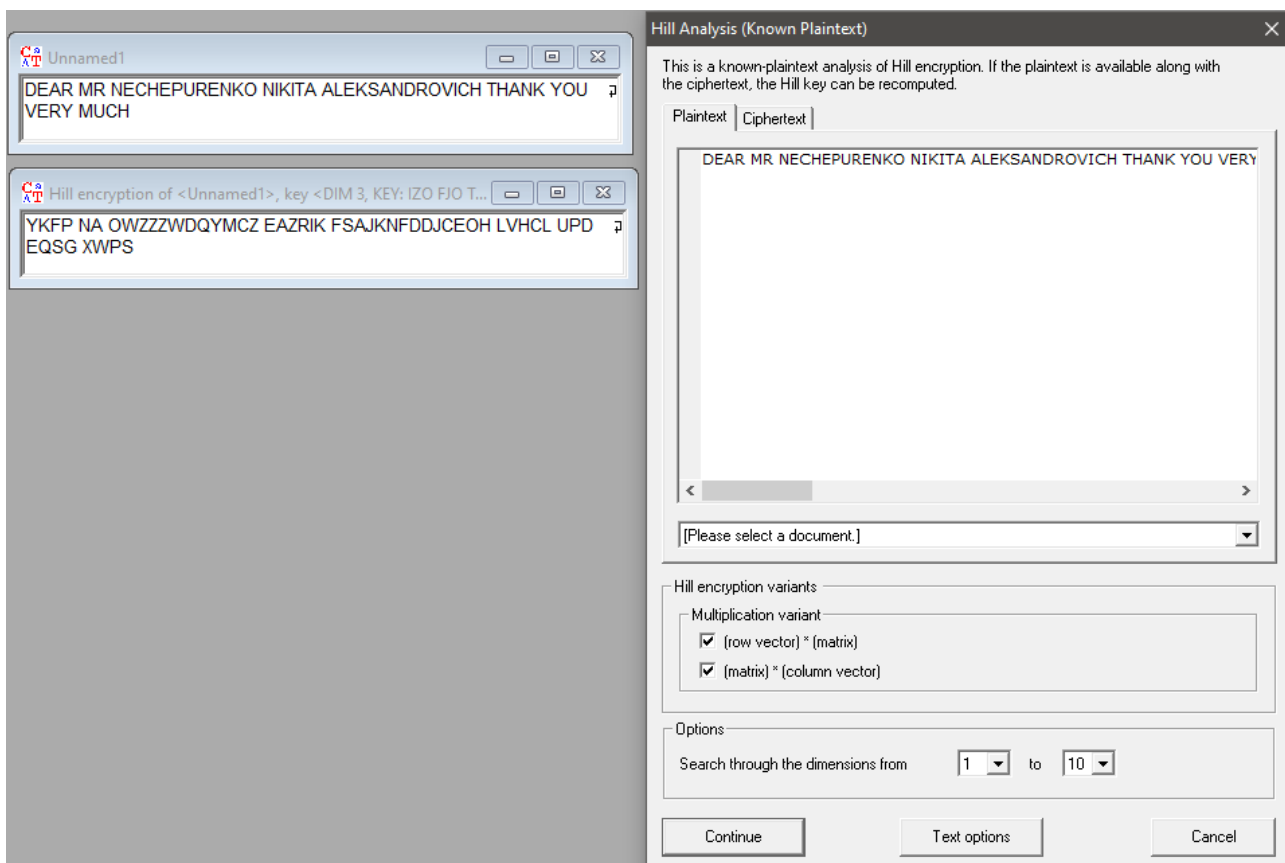 Unnamed1
DEAR MR NECHEPURENKO NIKITA ALEKSANDROVICH THANK YOU
VERY MUCH
Hill encryption of <Unnamed1>, key <DIM 3, KEY: IZO FJO T...
YKFP NA OWZZZWDQYMCZ EAZRIK FSAJKNFDDJCEOH LVHCL UPD
EQSG XWPS
Hill Analysis (Known Plaintext)
This is a known-plaintext analysis of Hill encryption. If the plaintext is available along with
the ciphertext, the Hill key can be recomputed.
Plaintext Ciphertext
DEAR MR NECHEPURENKO NIKITA ALEKSANDROVICH THANK YOU VERY
[Please select a document.]
Hill encryption variants
Multiplication variant
(row vector) * (matrix)
(matrix) * (column vector)
Options
Search through the dimensions from 1 to 10
Continue Text options Cancel